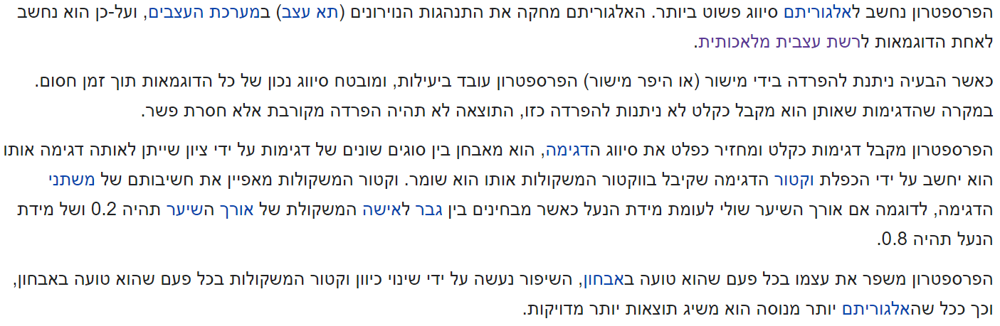 הפרספטרון נחשב לאלגוריתם סיווג פשוט ביותר. האלגוריתם מחקה את התנהגות הנוירונים (תא עצב) במערכת העצבים, ועל-כן הוא נחשב
לאחת הדוגמאות לרשת עצבית מלאכותית.
כאשר הבעיה ניתנת להפרדה בידי מישור (או היפר מישור) הפרספטרון עובד ביעילות, ומובטח סיווג נכון של כל הדוגמאות תוך זמן חסום.
במקרה שהדגימות שאותן הוא מקבל כקלט לא ניתנות להפרדה כזו, התוצאה לא תהיה הפרדה מקורבת אלא חסרת פשר.
הפרספטרון מקבל דגימות כקלט ומחזיר כפלט את סיווג הדגימה, הוא מאבחן בין סוגים שונים של דגימות על ידי ציון שייתן לאותה דגימה אותו
הוא יחשב על ידי הכפלת וקטור הדגימה שקיבל בווקטור המשקולות אותו הוא שומר. וקטור המשקולות מאפיין את חשיבותם של משתני
הדגימה, לדוגמה אם אורך השיער שולי לעומת מידת הנעל כאשר מבחינים בין גבר לאישה המשקולת של אורך השיער תהיה 0.2 ושל מידת
הנעל תהיה 0.8.
הפרספטרון משפר את עצמו בכל פעם שהוא טועה באבחון, השיפור נעשה על ידי שינוי כיוון וקטור המשקולות בכל פעם שהוא טועה באבחון,
וכך ככל שהאלגוריתם יותר מנוסה הוא משיג תוצאות יותר מדויקות.